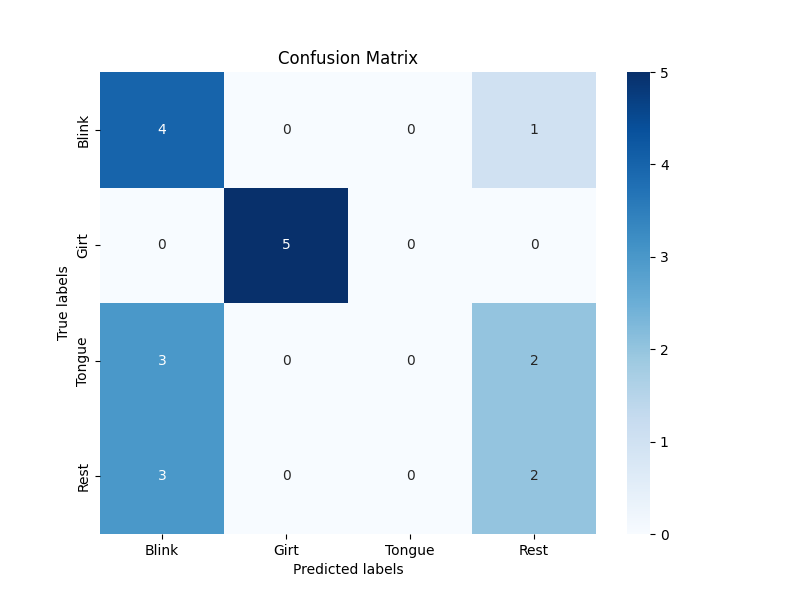 Confusion Matrix
True labels
Blink 4 0 0 1
Girt 0 5 0 0
Tongue 3 0 0 2
Rest 3 0 0 2
Blink Girt Tongue Rest
Predicted labels
5
4
3
2
1
0